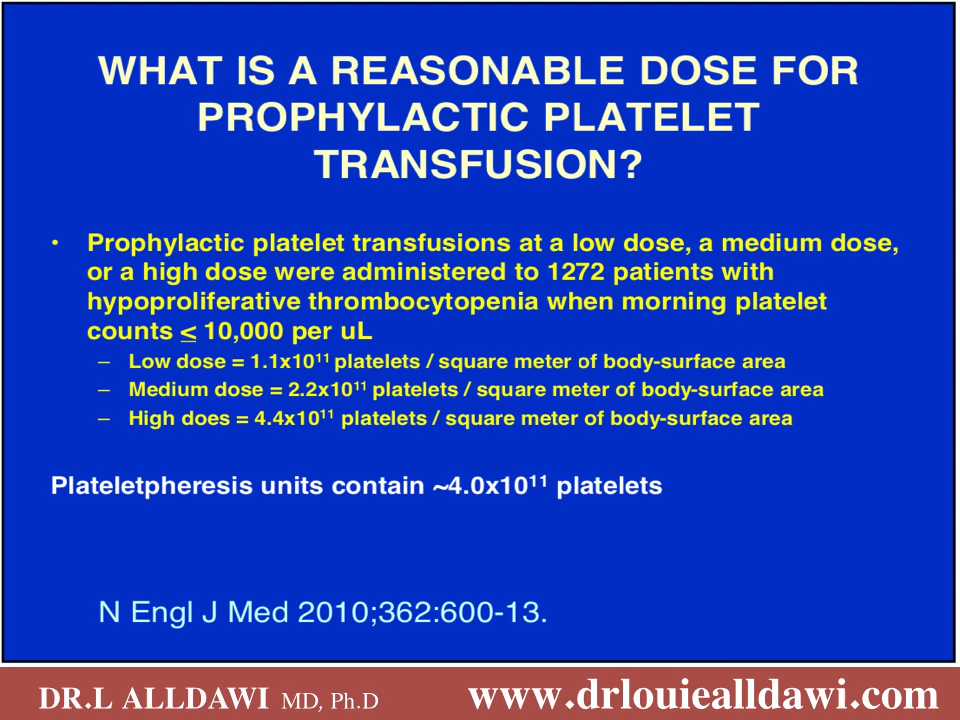 WHAT IS A REASONABLE DOSE FOR
PROPHYLACTIC PLATELET
TRANSFUSION?
• Prophylactic platelet transfusions at a low dose, a medium dose,
or a high dose were administered to 1272 patients with
hypoproliferative thrombocytopenia when morning platelet
counts ≤ 10,000 per uL
– Low dose = 1.1x10¹¹ platelets / square meter of body-surface area
– Medium dose = 2.2x10¹¹ platelets / square meter of body-surface area
– High does = 4.4x10¹¹ platelets / square meter of body-surface area
Plateletpheresis units contain ~4.0x10¹¹ platelets
N Engl J Med 2010;362:600-13.
DR.L ALLDAWI MD, Ph.D www.drlouiealldawi.com